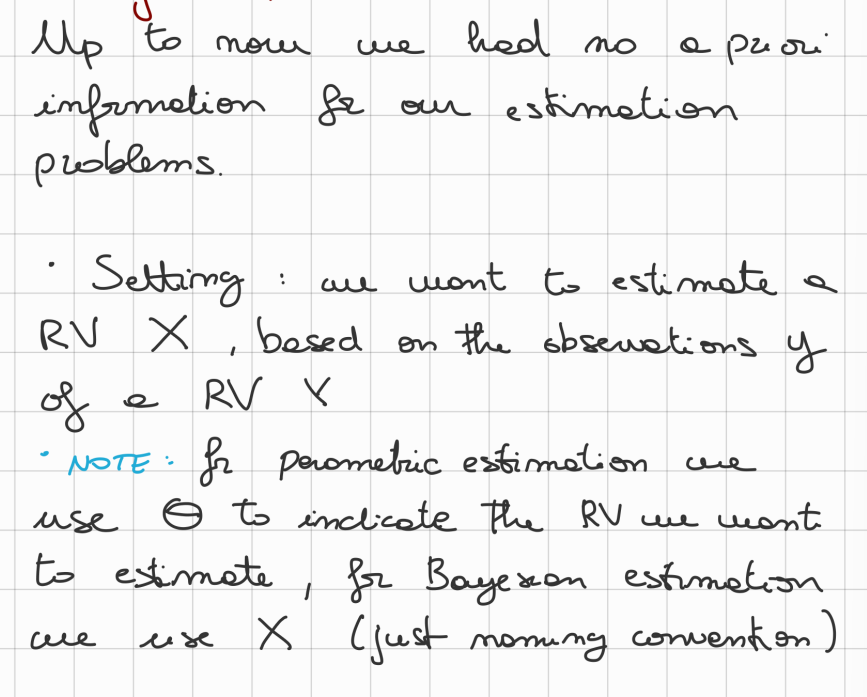 Up to now we had no a priori
information for our estimation
problems.
· Setting : we want to estimate a
RV X , based on the observations y
of a RV Y
· NOTE : for parametric estimation we
use Θ to indicate the RV we want
to estimate , for Bayesian estimation
we use X (just naming convention)